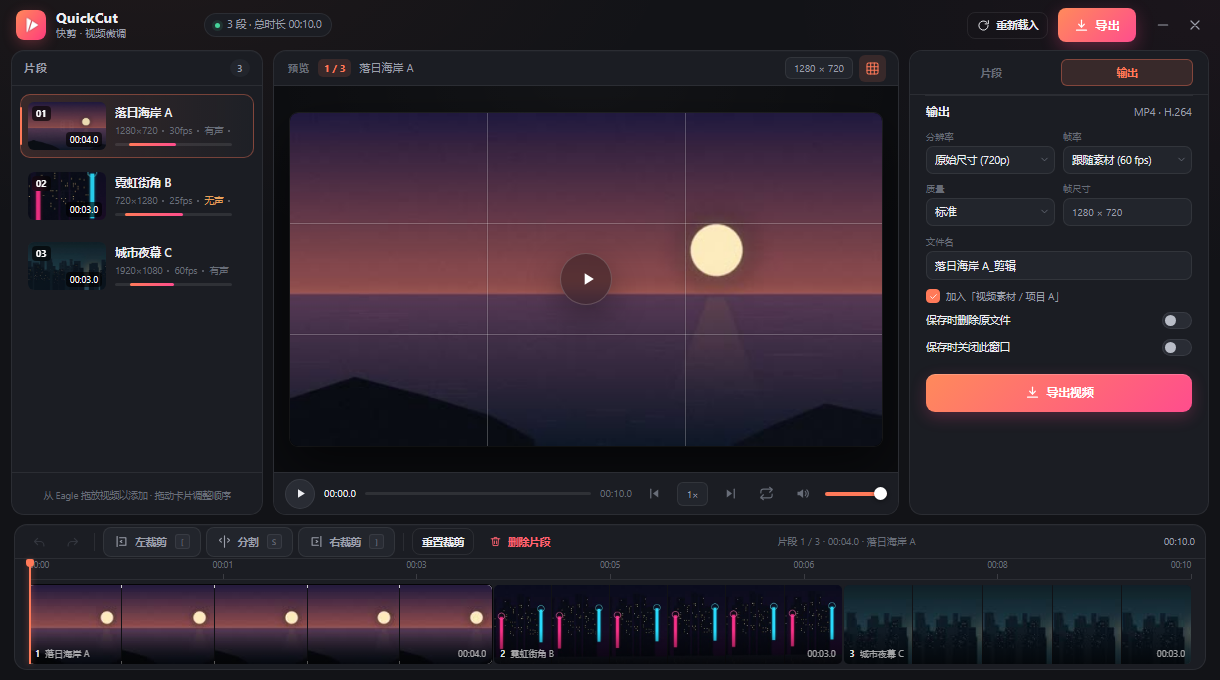 QuickCut
快剪 · 视频微调
3 段 · 总时长 00:10.0
重新载入
导出
片段
3
01
00:04.0
落日海岸 A
1280×720 • 30fps • 有声 •
02
00:03.0
霓虹街角 B
720×1280 • 25fps • 无声 •
03
00:03.0
城市夜幕 C
1920×1080 • 60fps • 有声
从 Eagle 拖放视频以添加 · 拖动卡片调整顺序
预览
1 / 3
落日海岸 A
1280 × 720
00:00.0
00:10.0
1×
片段
输出
输出
MP4 · H.264
分辨率
帧率
原始尺寸 (720p)
跟随素材 (60 fps)
质量
帧尺寸
标准
1280 × 720
文件名
落日海岸 A_剪辑
加入「视频素材 / 项目 A」
保存时删除原文件
保存时关闭此窗口
导出视频
左裁剪 [
分割 S
右裁剪 ]
重置裁剪
删除片段
片段 1 / 3 · 00:04.0 · 落日海岸 A
00:10.0
0:00
00:01
00:03
00:05
00:06
00:08
00:10
1 落日海岸 A
00:04.0
2 霓虹街角 B
00:03.0
3 城市夜幕 C
00:03.0